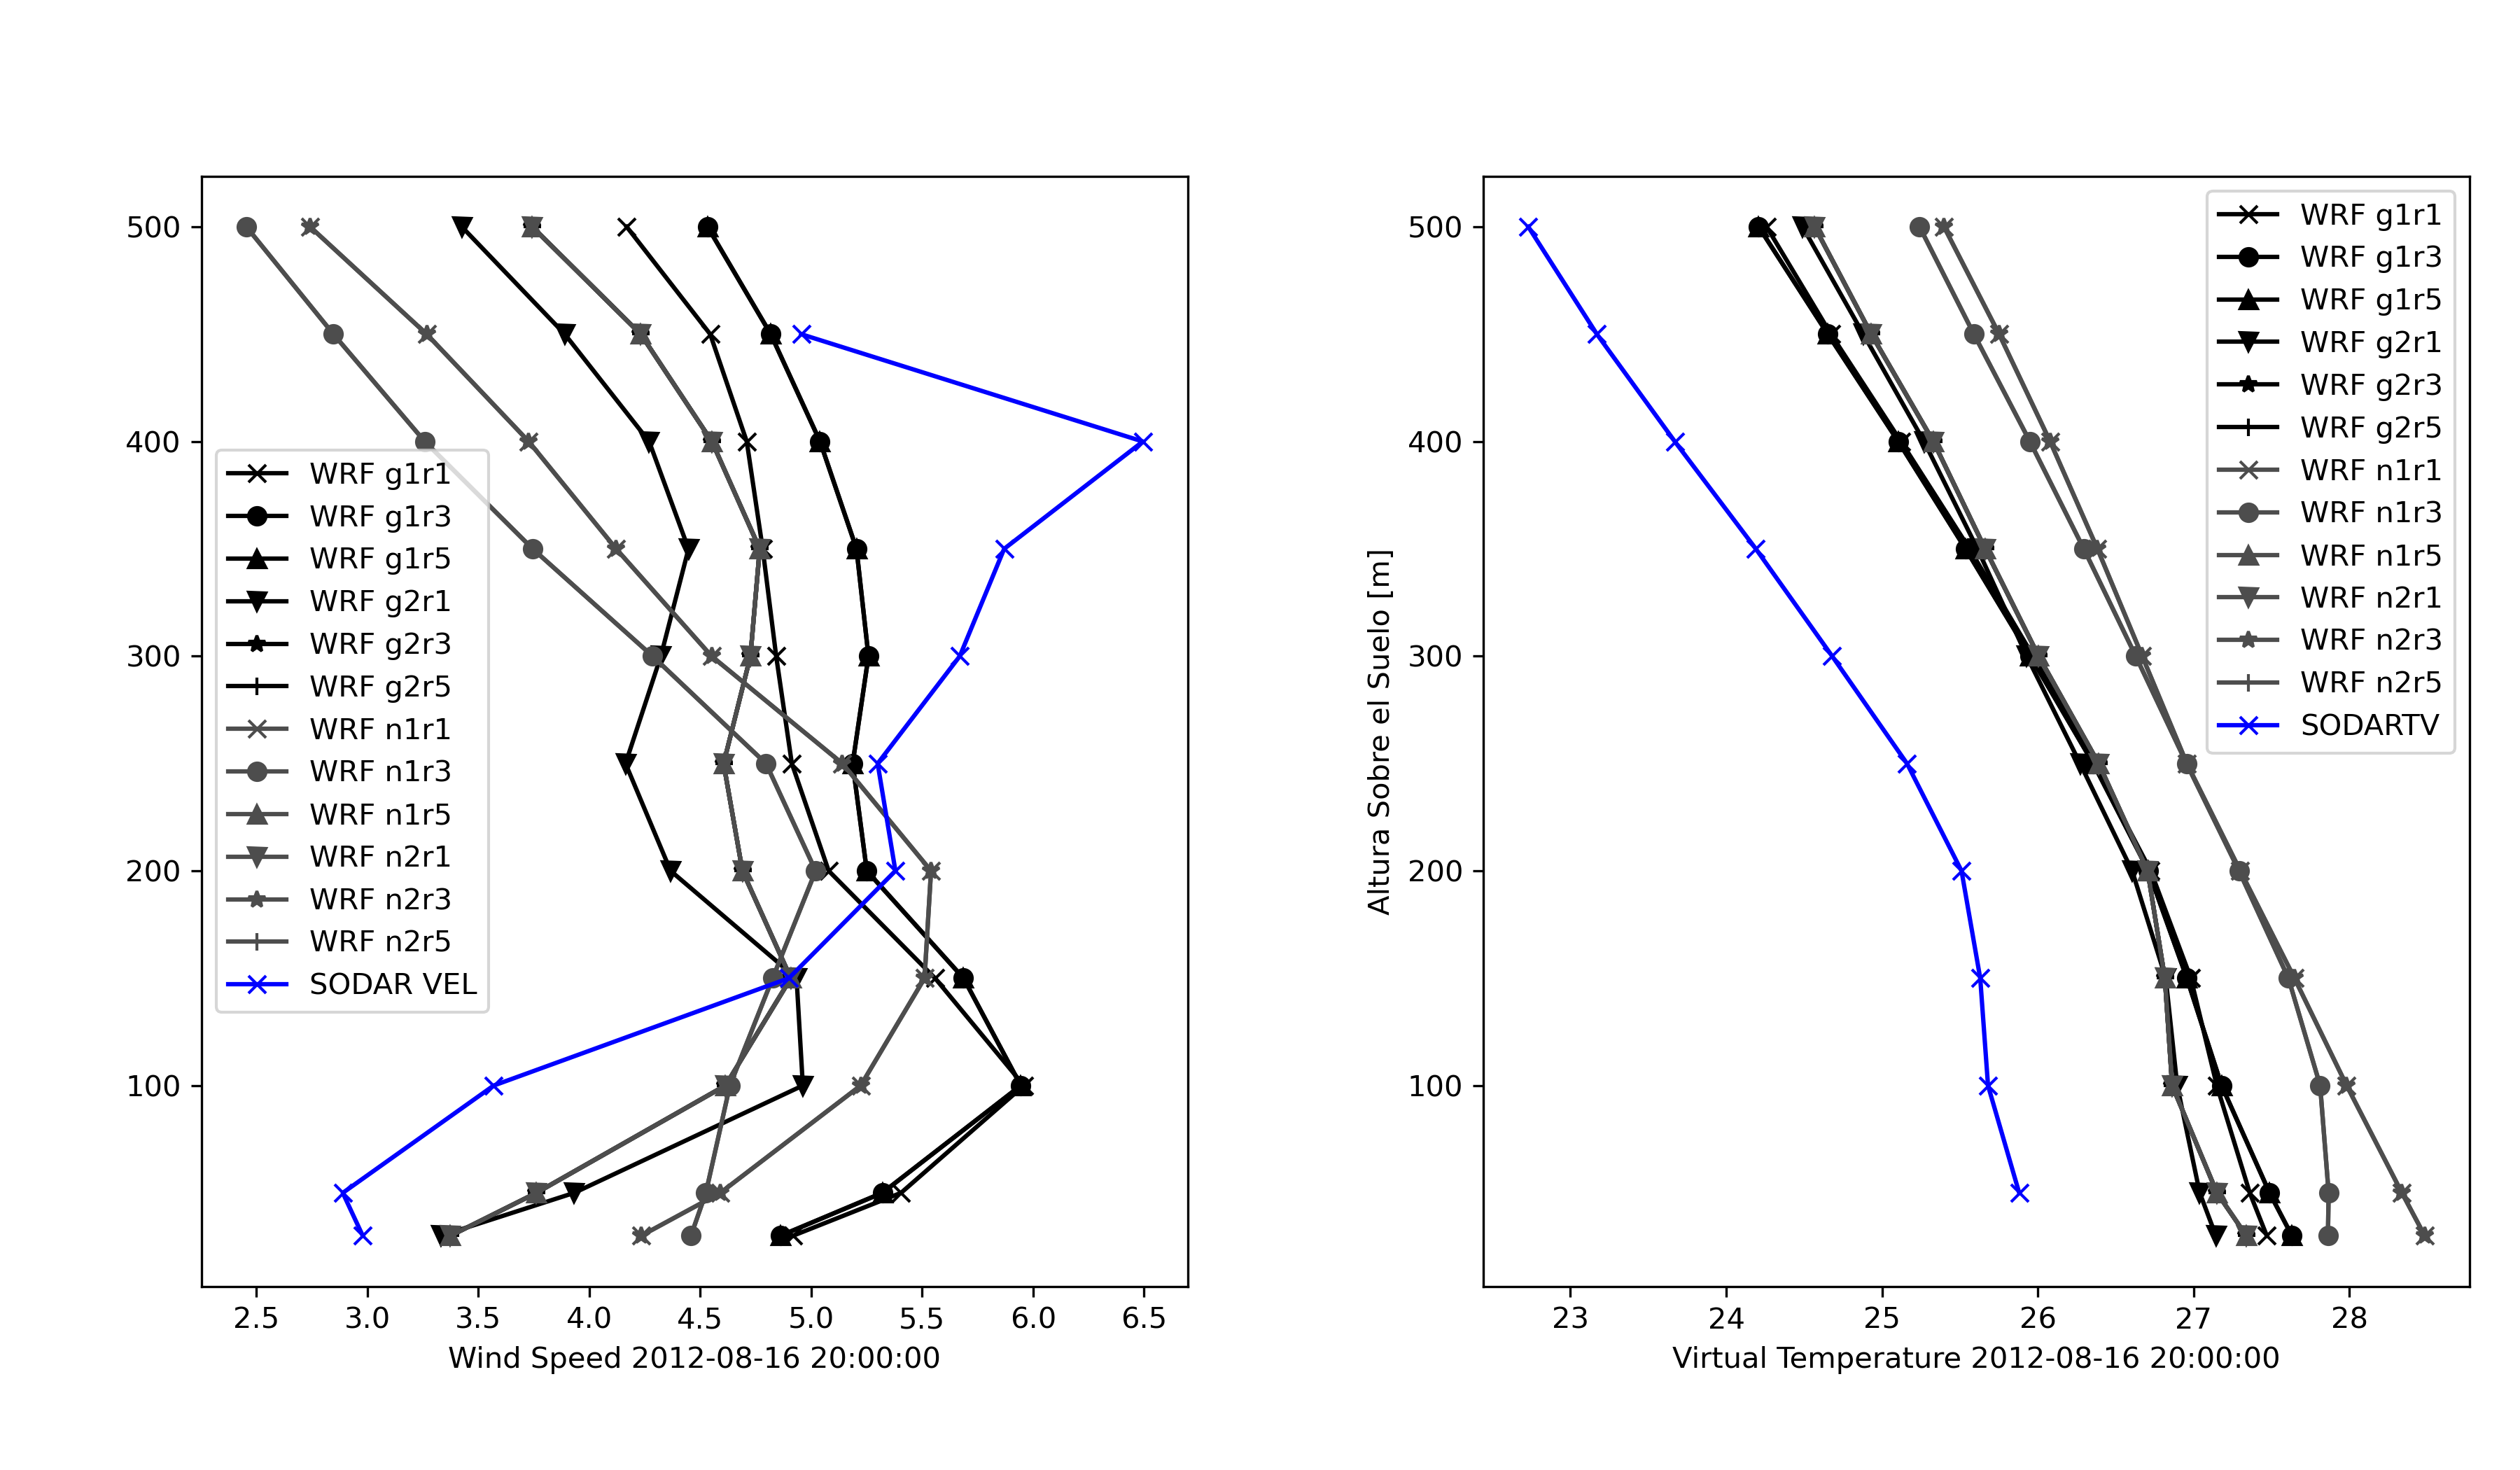 500
400
300
200
100
WRF g1r1
WRF g1r3
WRF g1r5
WRF g2r1
WRF g2r3
WRF g2r5
WRF n1r1
WRF n1r3
WRF n1r5
WRF n2r1
WRF n2r3
WRF n2r5
SODAR VEL
2.5 3.0 3.5 4.0 4.5 5.0 5.5 6.0 6.5
Wind Speed 2012-08-16 20:00:00
Altura Sobre el Suelo [m]
500
400
300
200
100
WRF g1r1
WRF g1r3
WRF g1r5
WRF g2r1
WRF g2r3
WRF g2r5
WRF n1r1
WRF n1r3
WRF n1r5
WRF n2r1
WRF n2r3
WRF n2r5
SODARTV
23 24 25 26 27 28
Virtual Temperature 2012-08-16 20:00:00